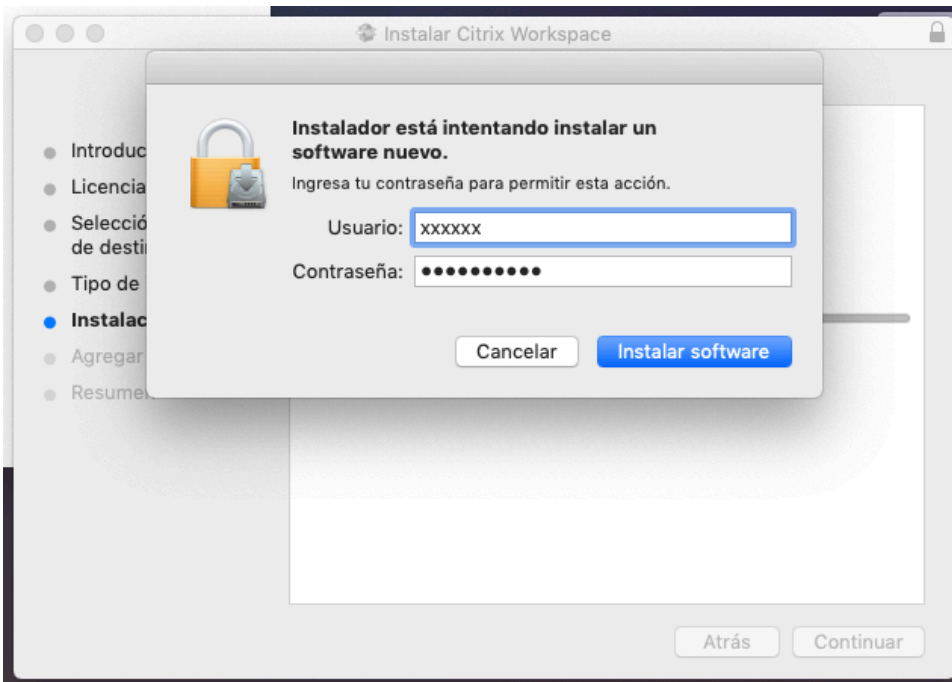 Instalar Citrix Workspace
Instalador está intentando instalar un
software nuevo.
Ingresa tu contraseña para permitir esta acción.
Usuario: xxxxxx
Contraseña: ••••••••••
Cancelar Instalar software
Introduc
Licencia
Selecció
de desti
Tipo de
Instalac
Agregar
Resumen
Atrás Continuar